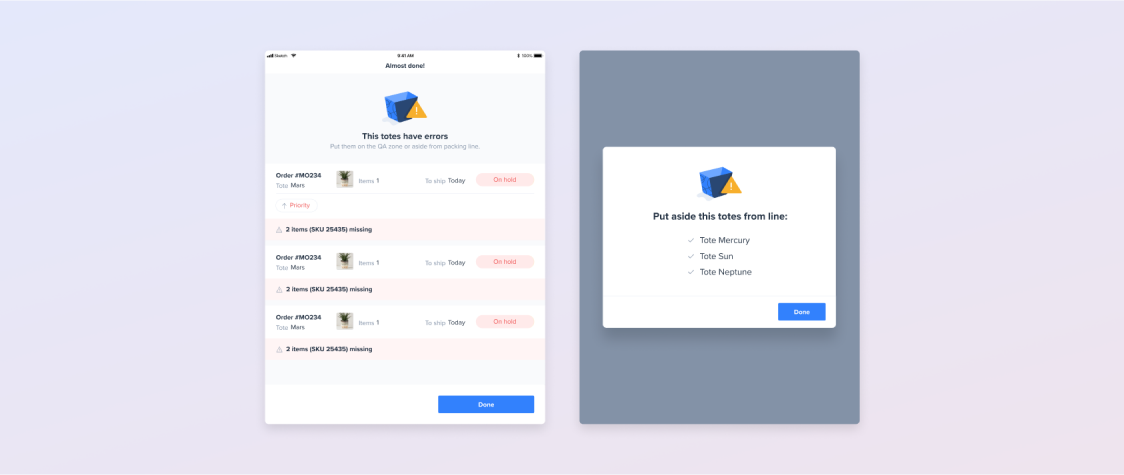 Sketch 9:41 AM 100%
Almost done!
This totes have errors
Put them on the QA zone or aside from packing line.
Order #MO234
Tote Mars
Items 1
To ship Today
On hold
Priority
2 items (SKU 25435) missing
Order #MO234
Tote Mars
Items 1
To ship Today
On hold
2 items (SKU 25435) missing
Order #MO234
Tote Mars
Items 1
To ship Today
On hold
2 items (SKU 25435) missing
Done
Put aside this totes from line:
Tote Mercury
Tote Sun
Tote Neptune
Done